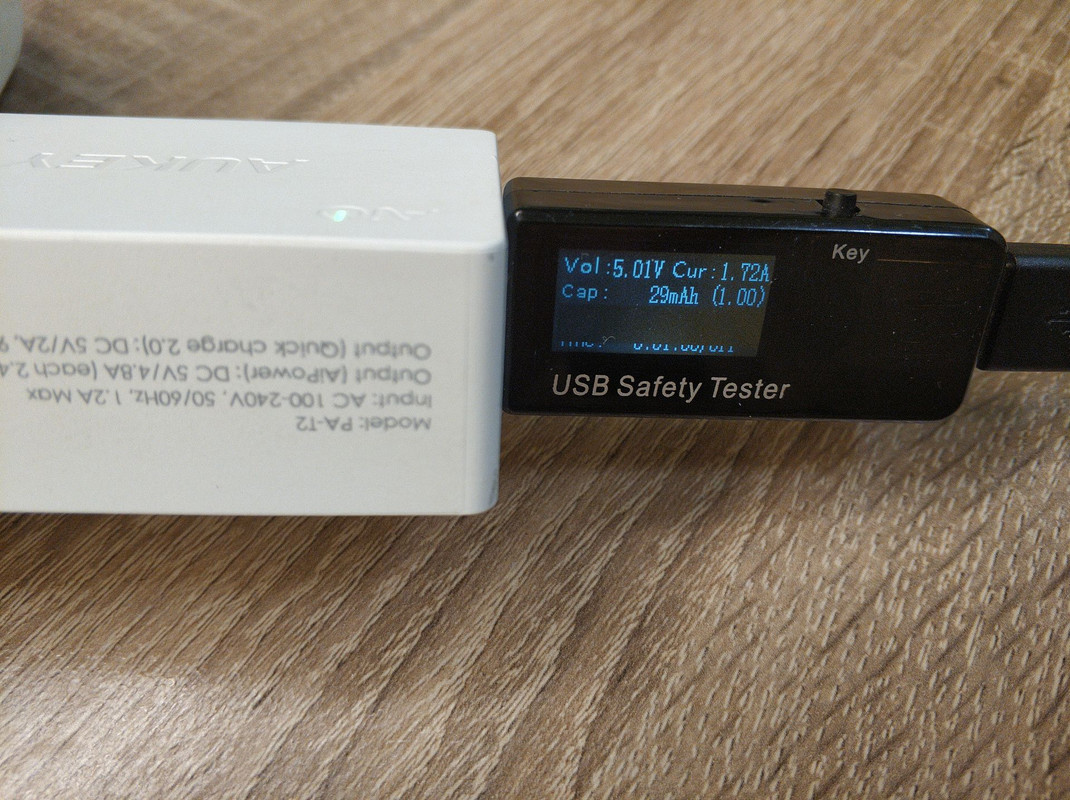 AUKEY
Output (Quick charge 2.0): DC 5V/2A,
Output (AiPower): DC 5V/4.8A (each 2.4
Input: AC 100-240V, 50/60Hz, 1.2A Max
Model: PA-T2
Key
Vol:5.01V Cur:1.72A
Cap: 29mAh (1.00)
USB Safety Tester